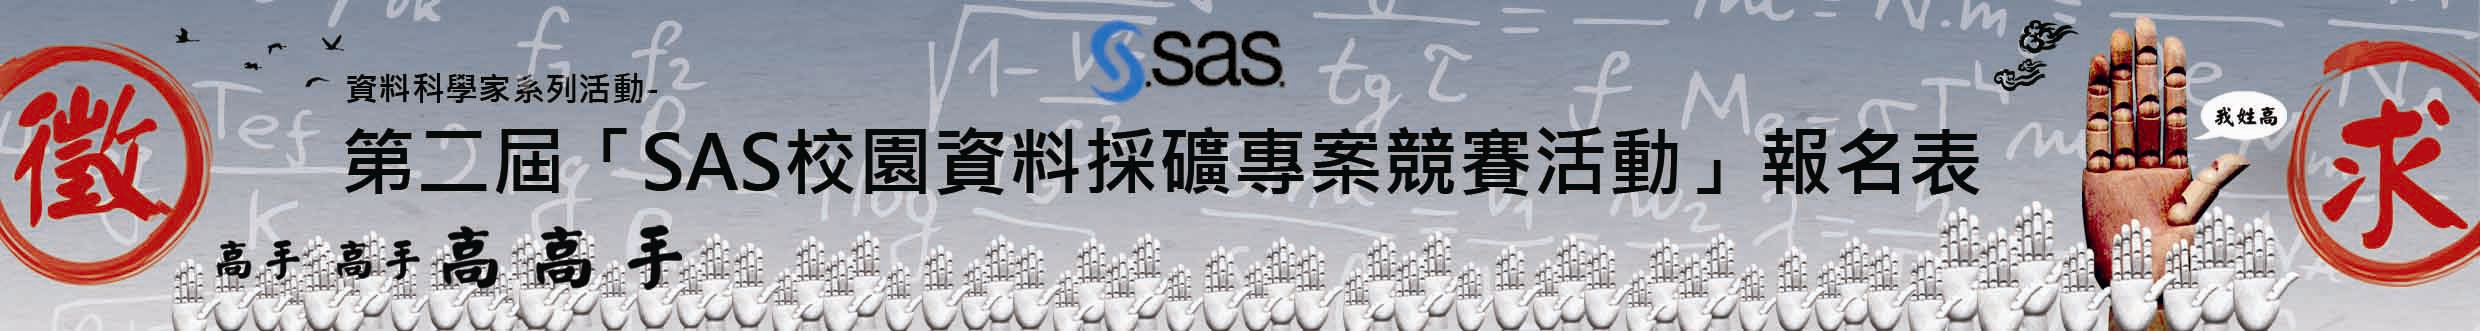 sas.
資料科學家系列活動-
徵
第二屆「SAS校園資料採礦專案競賽活動」報名表
我姓高
求
高手高手高高手